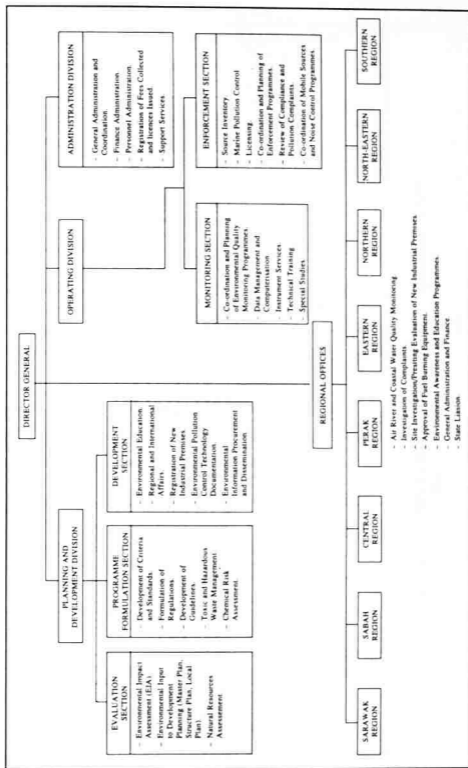 DIRECTOR GENERAL
PLANNING AND
DEVELOPMENT DIVISION
OPERATING DIVISION
ADMINISTRATION DIVISION
- General Administration and
Coordination.
- Finance Administration.
- Personnel Administration.
- Registration of Fees Collected
and licences Issued.
- Support Services.
EVALUATION
SECTION
- Environmental Impact
Assessment (EIA)
- Environmental Input
to Development
Planning (Master Plan,
Structure Plan, Local
Plan).
- Natural Resources
Assessment
PROGRAMME
FORMULATION SECTION
- Development of Criteria
and Standards.
- Formulation of
Regulations.
- Development of
Guidelines.
- Toxic and Hazardous
Waste Management
- Chemical Risk
Assessment.
DEVELOPMENT
SECTION
- Environmental Education.
- Regional and International
Affairs.
- Registration of New
Industrial Premises.
- Environmental Pollution
Control Technology
Documentation.
- Environmental
Information Procurement
and Dissemination
MONITORING SECTION
- Co-ordination and Planning
of Environmental Quality
Monitoring Programmes.
- Data Management and
Computerisation
- Instrument Services.
- Technical Training
- Special Studies
ENFORCEMENT SECTION
- Source Inventory
- Marine Pollution Control
- Licensing.
- Co-ordination and Planning of
Enforcement Programmes.
- Review of Compliance and
Pollution Complaints.
- Co-ordination of Mobile Sources
and Noise Control Programmes.
REGIONAL OFFICES
SARAWAK
REGION
SABAH
REGION
CENTRAL
REGION
PERAK
REGION
EASTERN
REGION
NORTHERN
REGION
NORTH-EASTERN
REGION
SOUTHERN
REGION
- Air River and Coastal Water Quality Monitoring
- Investigation of Complaints.
- Site Investigation/Presiting Evaluation of New Industrial Premises.
- Approval of Fuel Burning Equipment.
- Environmental Awareness and Education Programmes.
- General Administration and Finance.
- State Liaison.